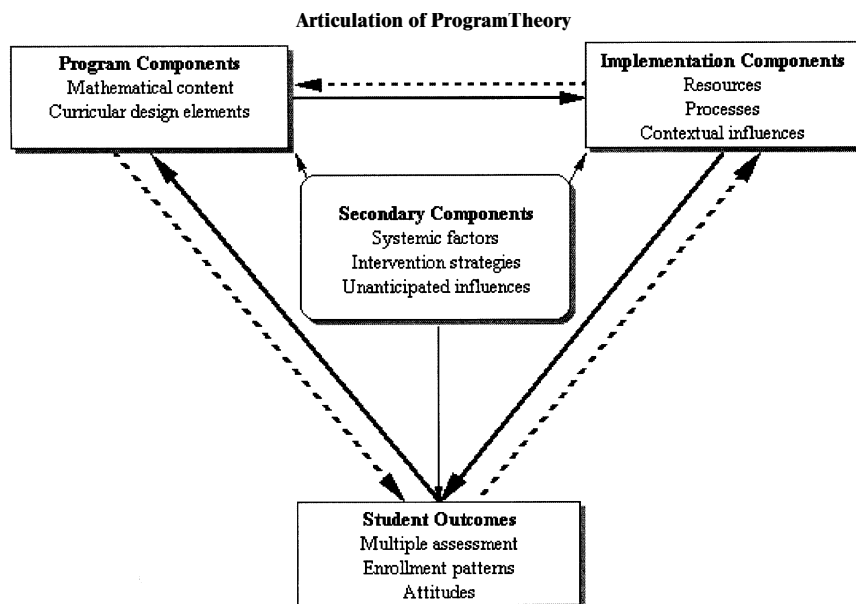 Articulation of ProgramTheory
Program Components
Mathematical content
Curricular design elements
Implementation Components
Resources
Processes
Contextual influences
Secondary Components
Systemic factors
Intervention strategies
Unanticipated influences
Student Outcomes
Multiple assessment
Enrollment patterns
Attitudes